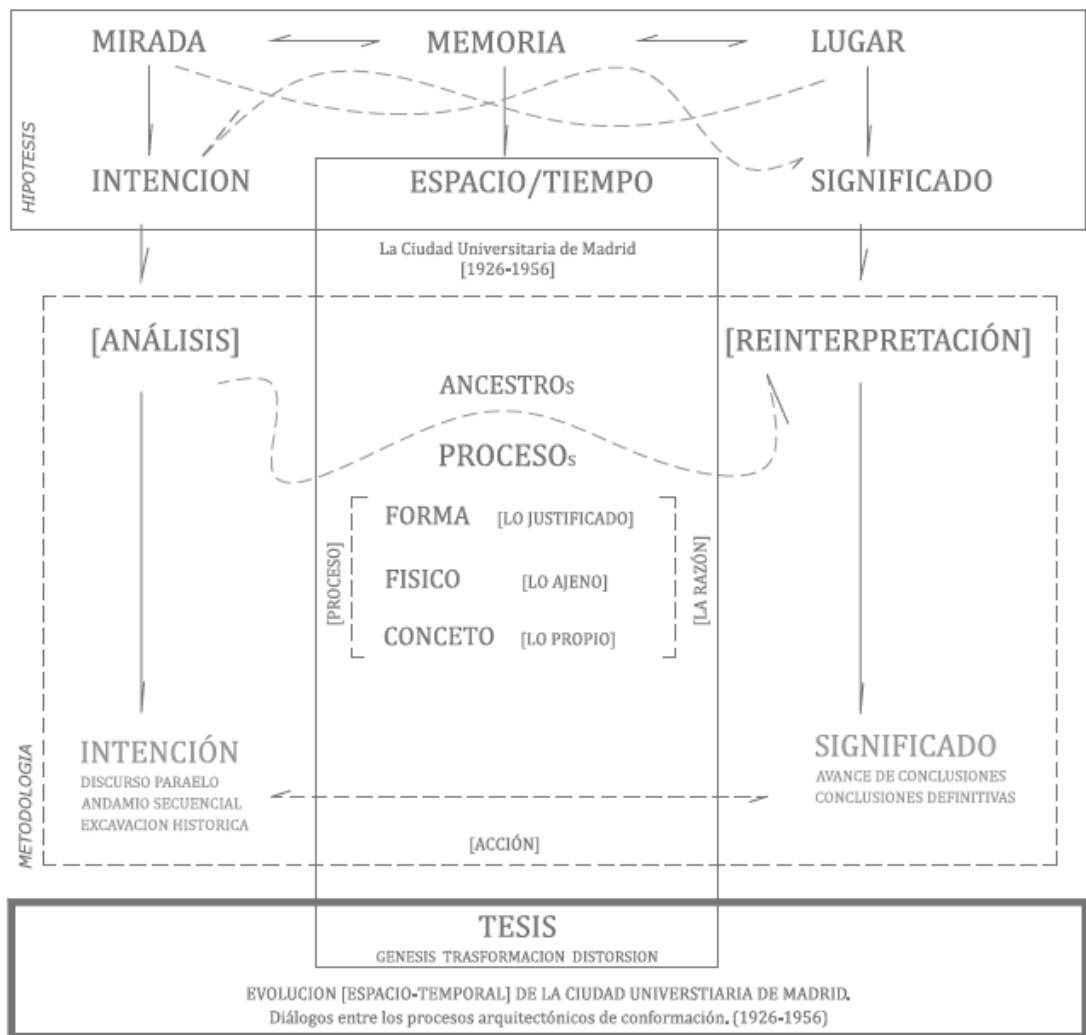 MIRADA MEMORIA LUGAR
HIPOTESIS
INTENCION ESPACIO/TIEMPO SIGNIFICADO
La Ciudad Universitaria de Madrid
[1926-1956]
[ANÁLISIS] [REINTERPRETACIÓN]
ANCESTROs
PROCESOs
[PROCESO]
FORMA [LO JUSTIFICADO]
FISICO [LO AJENO]
CONCETO [LO PROPIO]
[LA RAZÓN]
METODOLOGIA
INTENCIÓN
DISCURSO PARAELO
ANDAMIO SECUENCIAL
EXCAVACION HISTORICA
SIGNIFICADO
AVANCE DE CONCLUSIONES
CONCLUSIONES DEFINITIVAS
[ACCIÓN]
TESIS
GENESIS TRASFORMACION DISTORSION
EVOLUCION [ESPACIO-TEMPORAL] DE LA CIUDAD UNIVERSTIARIA DE MADRID.
Diálogos entre los procesos arquitectónicos de conformación. (1926-1956)